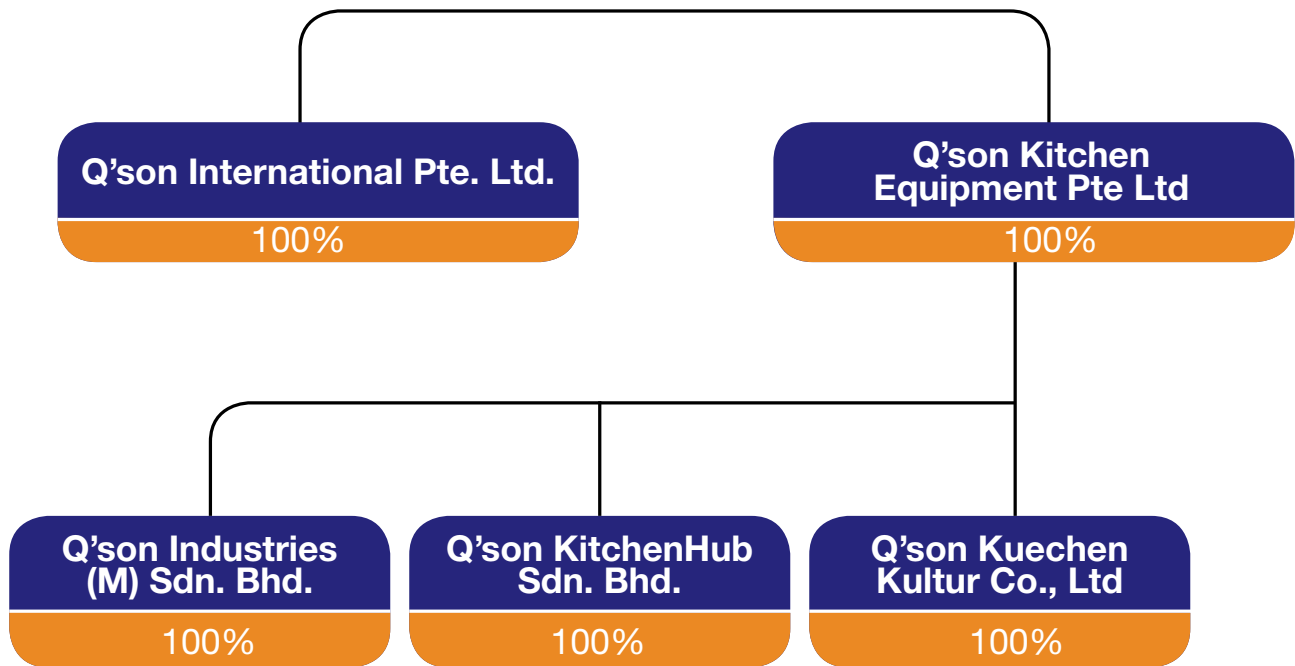 Q’son International Pte. Ltd.
100%
Q’son Kitchen
Equipment Pte Ltd
100%
Q’son Industries
(M) Sdn. Bhd.
100%
Q’son KitchenHub
Sdn. Bhd.
100%
Q’son Kuechen
Kultur Co., Ltd
100%